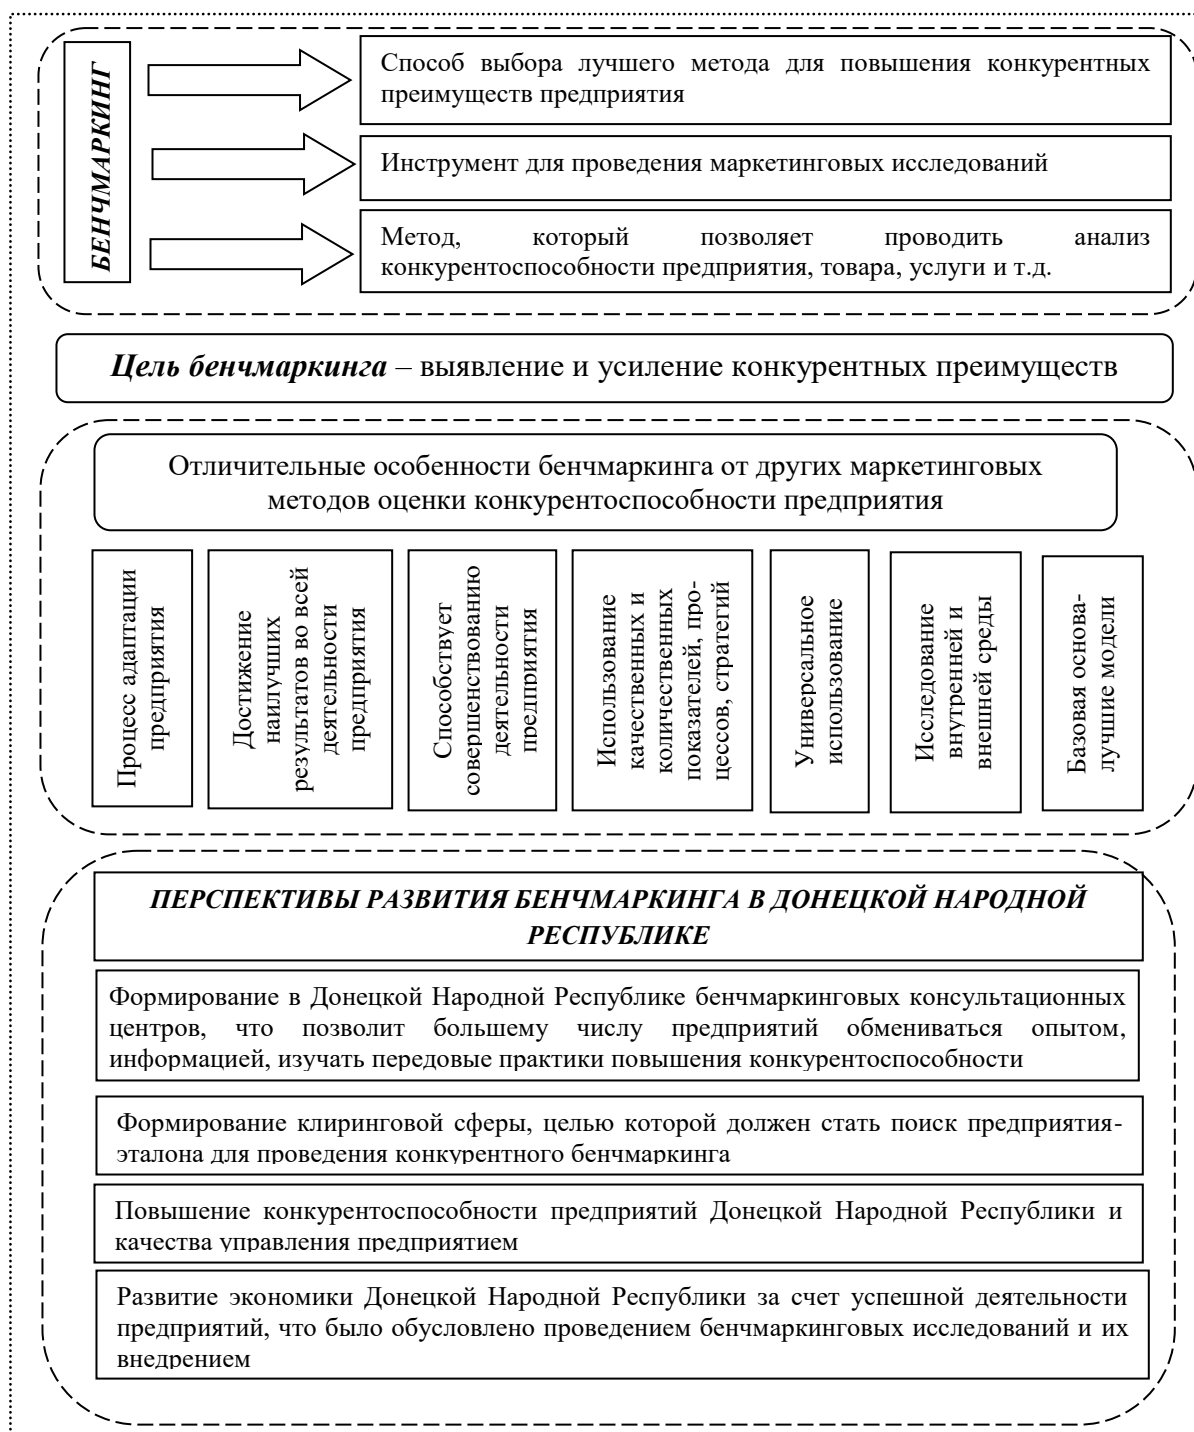 БЕНЧМАРКИНГ
Способ выбора лучшего метода для повышения конкурентных
преимуществ предприятия
Инструмент для проведения маркетинговых исследований
Метод, который позволяет проводить анализ
конкурентоспособности предприятия, товара, услуги и т.д.
Цель бенчмаркинга – выявление и усиление конкурентных преимуществ
Отличительные особенности бенчмаркинга от других маркетинговых
методов оценки конкурентоспособности предприятия
Процесс адаптации
предприятия
Достижение
наилучших
результатов во всей
деятельности
предприятия
Способствует
совершенствованию
деятельности
предприятия
Использование
качественных и
количественных
показателей, про-
цессов, стратегий
Универсальное
использование
Исследование
внутренней и
внешней среды
Базовая основа-
лучшие модели
ПЕРСПЕКТИВЫ РАЗВИТИЯ БЕНЧМАРКИНГА В ДОНЕЦКОЙ НАРОДНОЙ
РЕСПУБЛИКЕ
Формирование в Донецкой Народной Республике бенчмаркинговых консультационных
центров, что позволит большему числу предприятий обмениваться опытом,
информацией, изучать передовые практики повышения конкурентоспособности
Формирование клиринговой сферы, целью которой должен стать поиск предприятия-
эталона для проведения конкурентного бенчмаркинга
Повышение конкурентоспособности предприятий Донецкой Народной Республики и
качества управления предприятием
Развитие экономики Донецкой Народной Республики за счет успешной деятельности
предприятий, что было обусловлено проведением бенчмаркинговых исследований и их
внедрением